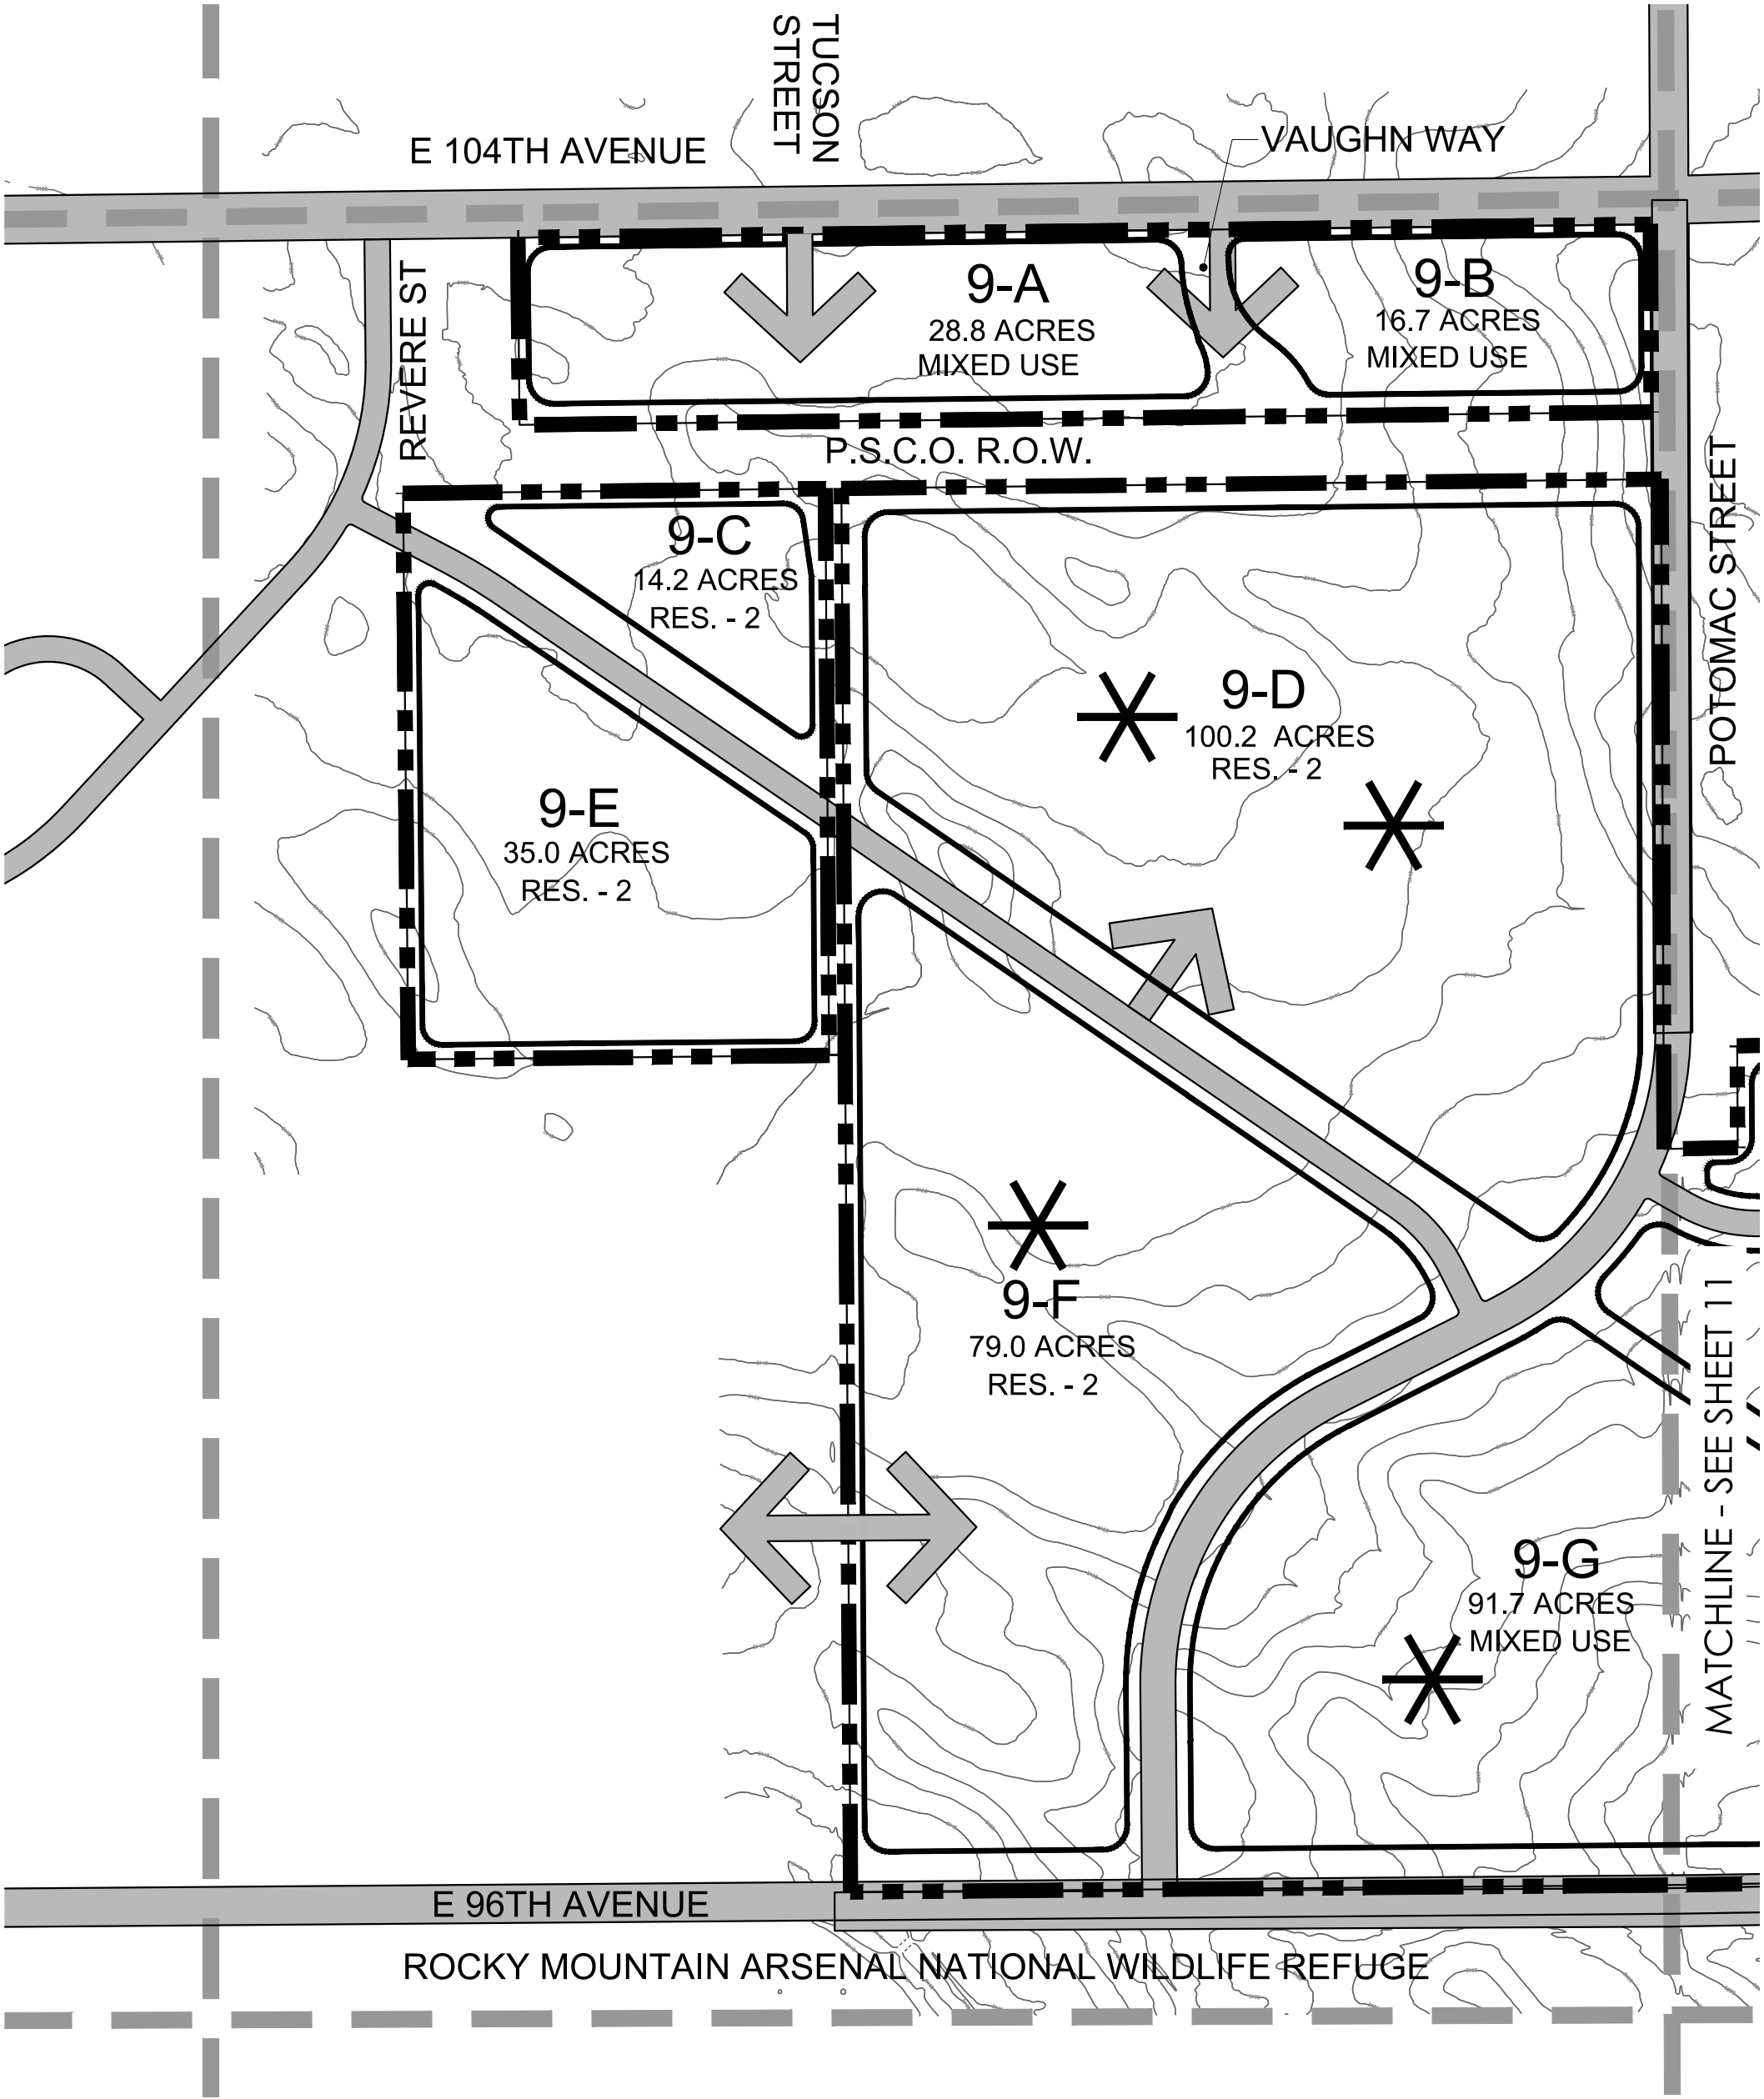 TUCSON
STREET
E 104TH AVENUE
VAUGHN WAY
REVERE ST
9-A
28.8 ACRES
MIXED USE
9-B
16.7 ACRES
MIXED USE
P.S.C.O. R.O.W.
POTOMAC STREET
9-C
14.2 ACRES
RES. - 2
9-D
100.2 ACRES
RES. - 2
9-E
35.0 ACRES
RES. - 2
9-F
79.0 ACRES
RES. - 2
MATCHLINE - SEE SHEET 11
9-G
91.7 ACRES
MIXED USE
E 96TH AVENUE
ROCKY MOUNTAIN ARSENAL NATIONAL WILDLIFE REFUGE